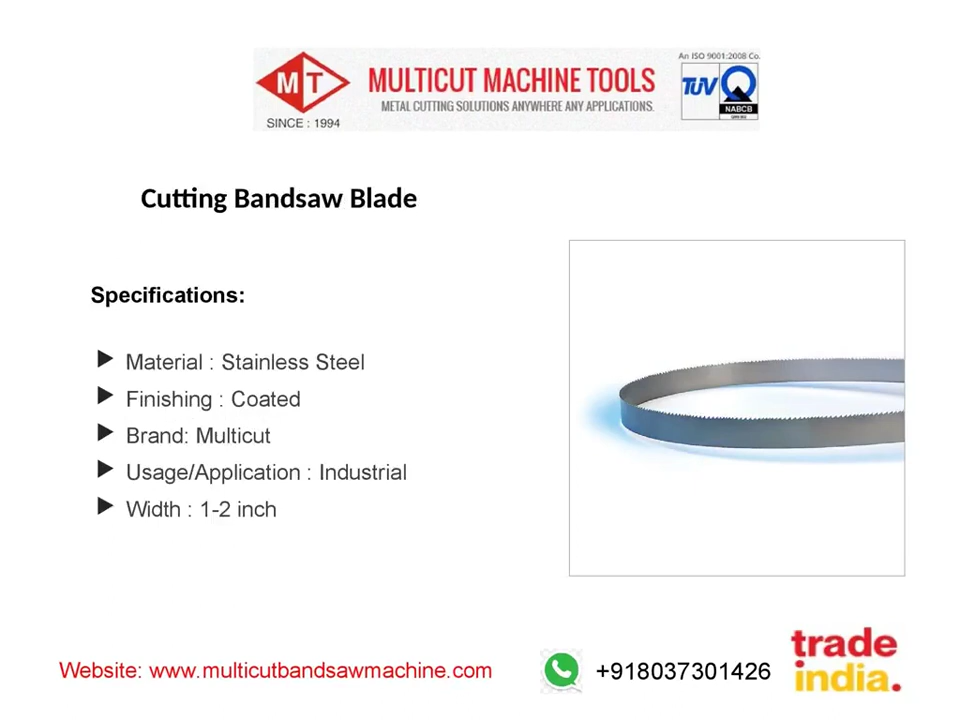 An ISO 9001:2008 Co.
MT
MULTICUT MACHINE TOOLS
METAL CUTTING SOLUTIONS ANYWHERE ANY APPLICATIONS.
SINCE : 1994
TUV
NABCB
Cutting Bandsaw Blade
Specifications:
Material : Stainless Steel
Finishing : Coated
Brand: Multicut
Usage/Application : Industrial
Width : 1-2 inch
Website: www.multicutbandsawmachine.com
+918037301426
trade
india.